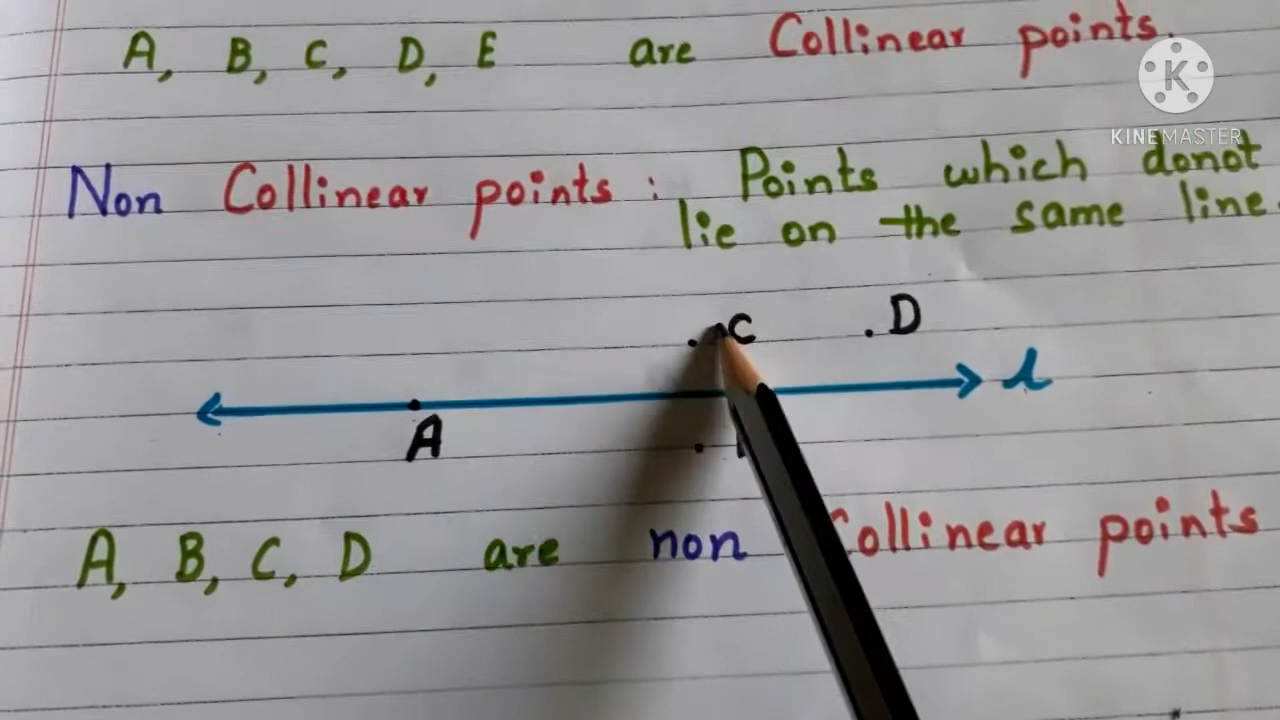 A, B, C, D, E are Collinear points.
K
KINEMASTER
Non Collinear points : Points which donot
lie on the same line.
C
D
l
A
A, B, C, D are non Collinear points